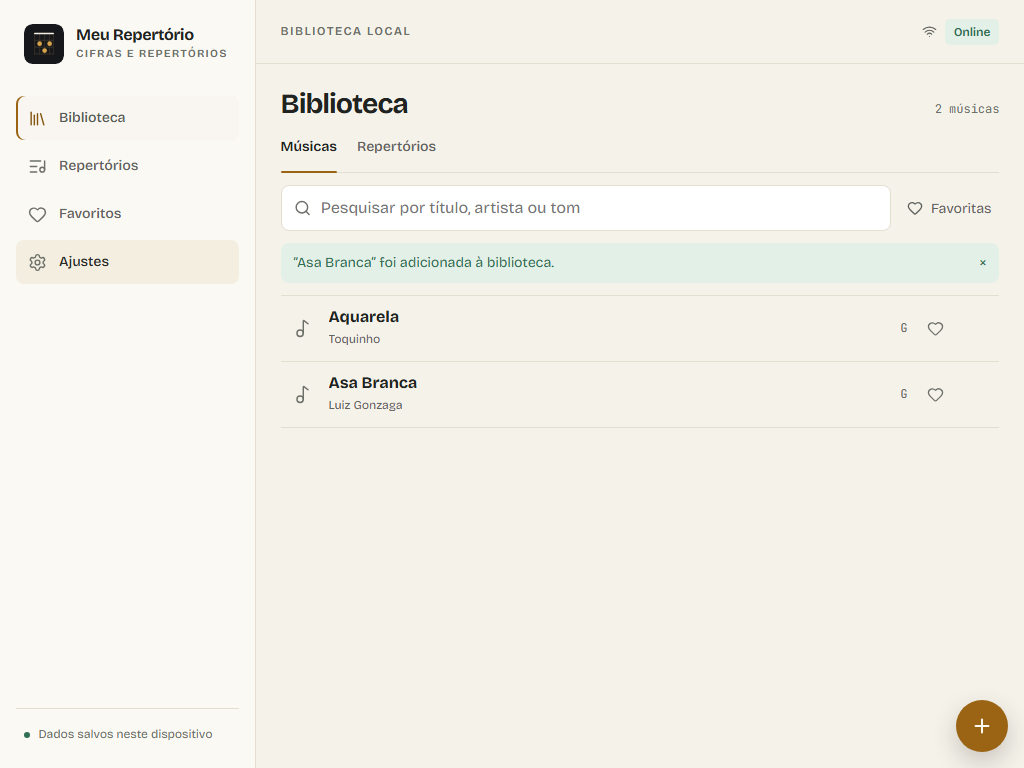 Meu Repertório
CIFRAS E REPERTÓRIOS
Biblioteca
Repertórios
Favoritos
Ajustes
Dados salvos neste dispositivo
BIBLIOTECA LOCAL
Online
Biblioteca
2 músicas
Músicas
Repertórios
Pesquisar por título, artista ou tom
Favoritas
“Asa Branca” foi adicionada à biblioteca.
×
Aquarela
Toquinho
G
Asa Branca
Luiz Gonzaga
G